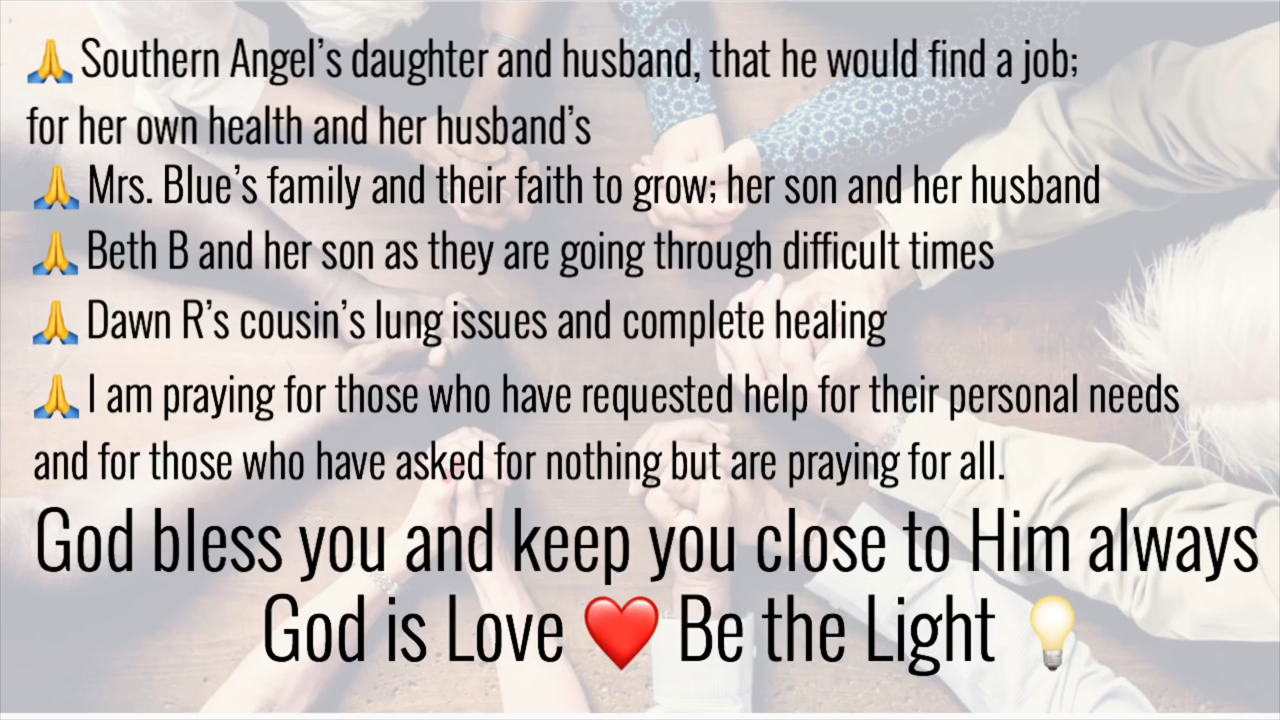 🙏 Southern Angel’s daughter and husband, that he would find a job;
for her own health and her husband’s
🙏 Mrs. Blue’s family and their faith to grow; her son and her husband
🙏 Beth B and her son as they are going through difficult times
🙏 Dawn R’s cousin’s lung issues and complete healing
🙏 I am praying for those who have requested help for their personal needs
and for those who have asked for nothing but are praying for all.
God bless you and keep you close to Him always
God is Love ❤️ Be the Light 💡